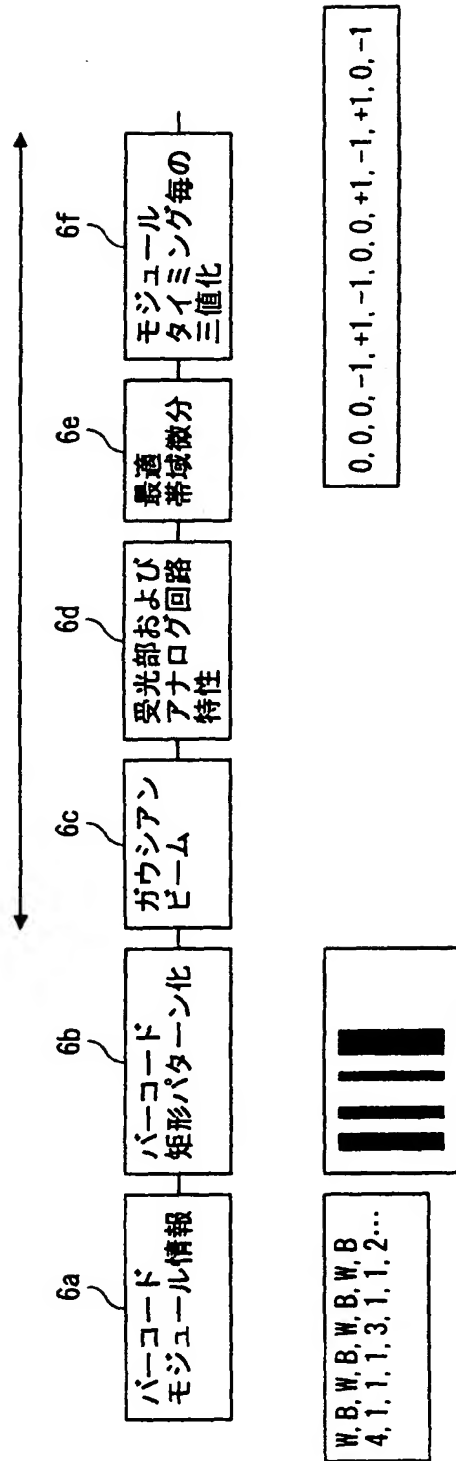 6a
6b
6c
6d
6e
6f
バーコード
モジュール情報
バーコード
矩形パターン化
ガウシアン
ビーム
受光部および
アナログ回路
特性
最適
帯域微分
モジュール
タイミング毎の
三値化
W, B, W, B, W, B, W, B
4, 1, 1, 1, 3, 1, 1, 2…
0, 0, 0, -1, +1, -1, 0, 0, +1, -1, +1, 0, -1